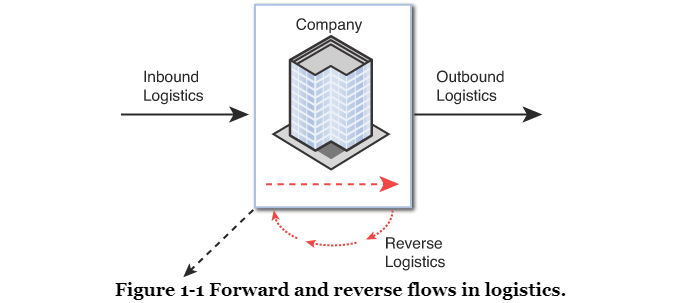 Company
Inbound
Logistics
Outbound
Logistics
Reverse
Logistics
Figure 1-1 Forward and reverse flows in logistics.